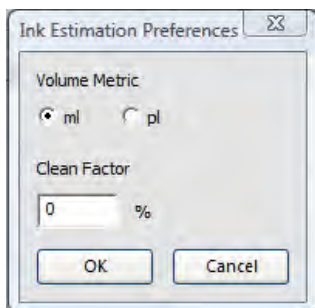 Ink Estimation Preferences
Volume Metric
ml pl
Clean Factor
0 %
OK Cancel